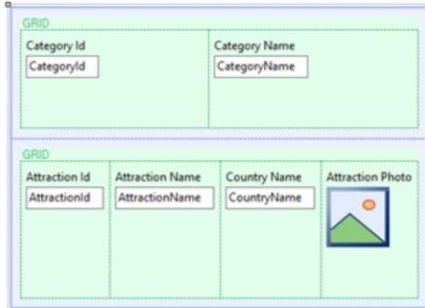 GRID
Category Id Category Name
CategoryId CategoryName
GRID
Attraction Id Attraction Name Country Name Attraction Photo
AttractionId AttractionName CountryName